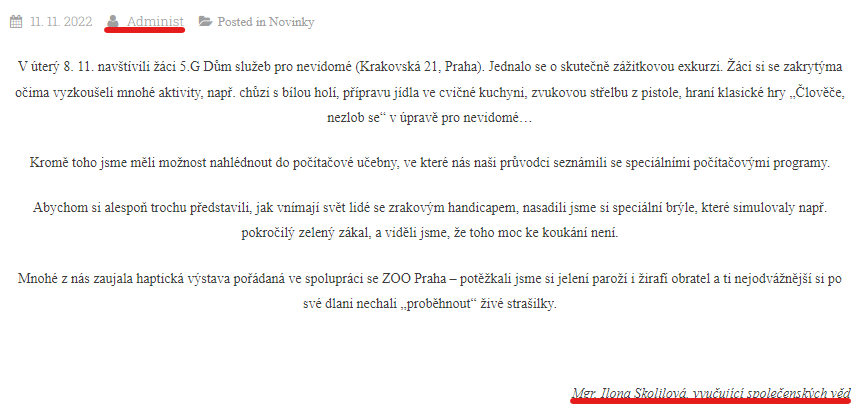 11. 11. 2022 Administ Posted in Novinky
V úterý 8. 11. navštívili žáci 5.G Dům služeb pro nevidomé (Krakovská 21, Praha). Jednalo se o skutečně zážitkovou exkurzi. Žáci si se zakrytýma
očima vyzkoušeli mnohé aktivity, např. chůzi s bílou holí, přípravu jídla ve cvičné kuchyni, zvukovou střelbu z pistole, hraní klasické hry „Člověče,
nezlob se“ v úpravě pro nevidomé…
Kromě toho jsme měli možnost nahlédnout do počítačové učebny, ve které nás naši průvodci seznámili se speciálními počítačovými programy.
Abychom si alespoň trochu představili, jak vnímají svět lidé se zrakovým handicapem, nasadili jsme si speciální brýle, které simulovaly např.
pokročilý zelený zákal, a viděli jsme, že toho moc ke koukání není.
Mnohé z nás zaujala haptická výstava pořádaná ve spolupráci se ZOO Praha – potěžkali jsme si jelení paroží i žirafí obratel a ti nejodvážnější si po
své dlani nechali „proběhnout“ živé strašilky.
Mgr. Ilona Skolilová, vyučující společenských věd